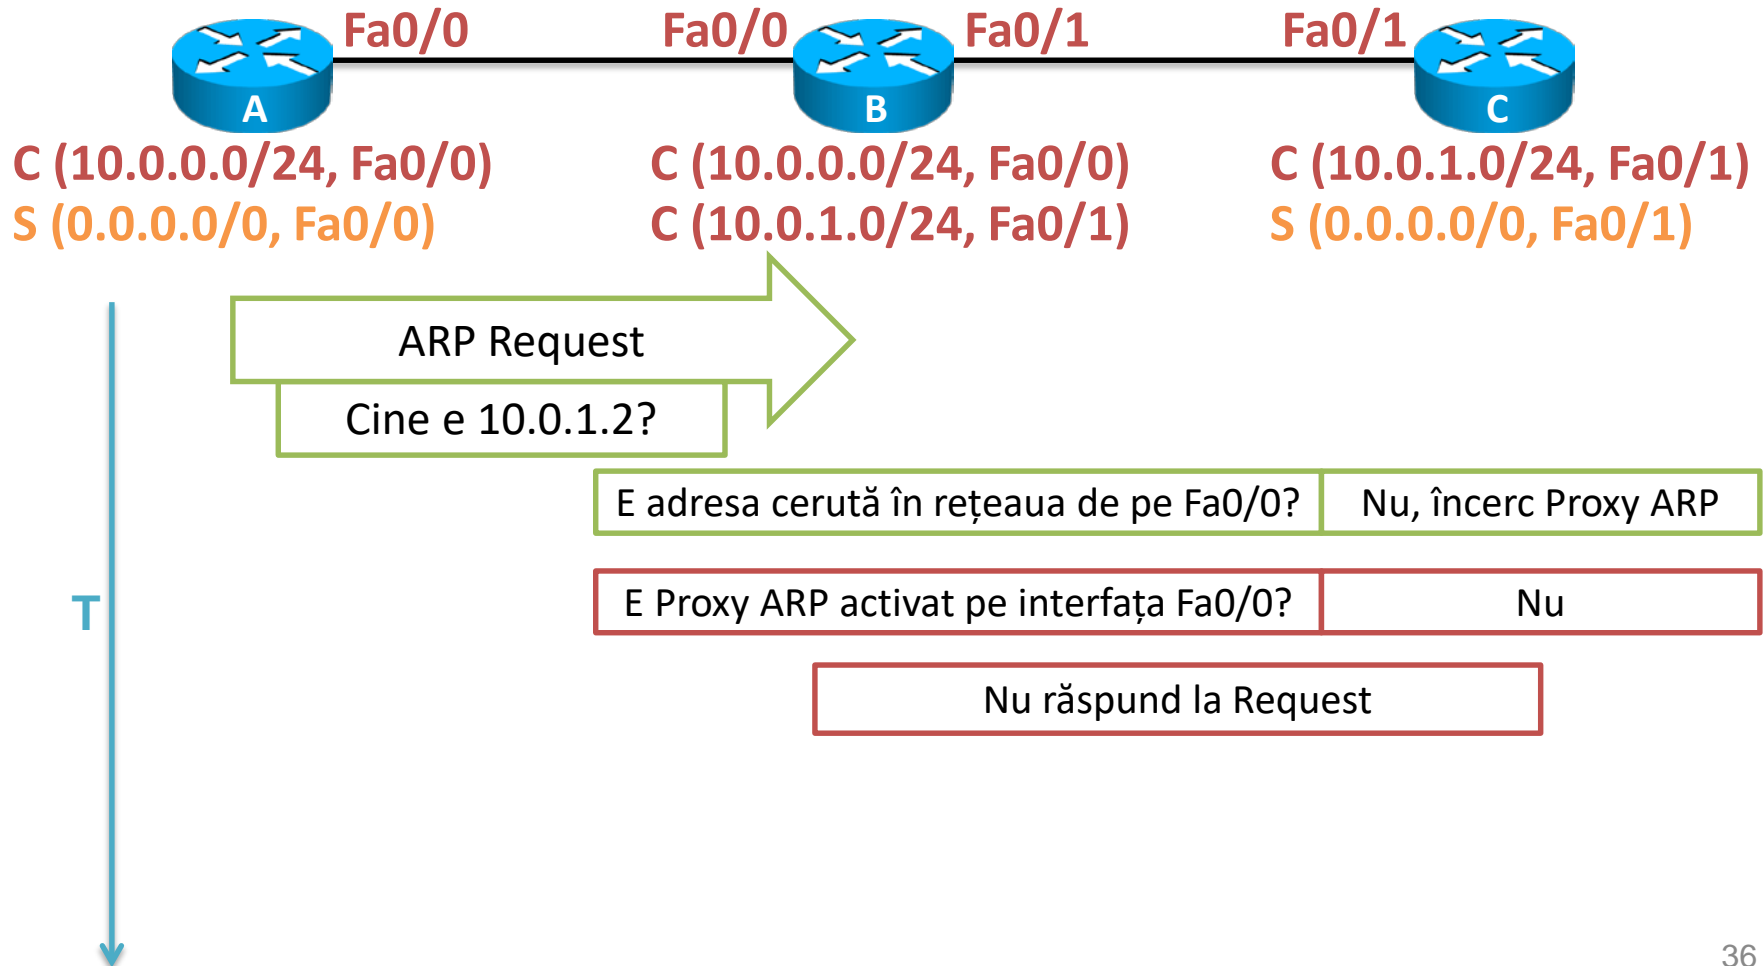 Fa0/0 Fa0/0 Fa0/1 Fa0/1
A B C
C (10.0.0.0/24, Fa0/0) C (10.0.0.0/24, Fa0/0) C (10.0.1.0/24, Fa0/1)
S (0.0.0.0/0, Fa0/0) C (10.0.1.0/24, Fa0/1) S (0.0.0.0/0, Fa0/1)
ARP Request
Cine e 10.0.1.2?
E adresa cerută în rețeaua de pe Fa0/0? Nu, încerc Proxy ARP
T E Proxy ARP activat pe interfața Fa0/0? Nu
Nu răspund la Request
36